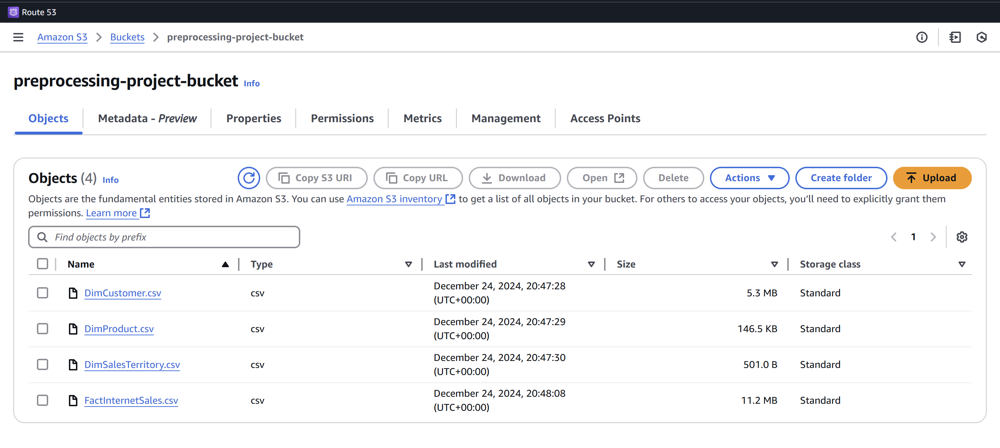 Route 53
Amazon S3 Buckets preprocessing-project-bucket
preprocessing-project-bucket Info
Objects Metadata - Preview Properties Permissions Metrics Management Access Points
Objects (4) Info Copy S3 URI Copy URL Download Open Delete Actions Create folder Upload
Objects are the fundamental entities stored in Amazon S3. You can use Amazon S3 inventory to get a list of all objects in your bucket. For others to access your objects, you’ll need to explicitly grant them
permissions. Learn more
Find objects by prefix 1
Name Type Last modified Size Storage class
DimCustomer.csv csv December 24, 2024, 20:47:28 (UTC+00:00) 5.3 MB Standard
DimProduct.csv csv December 24, 2024, 20:47:29 (UTC+00:00) 146.5 KB Standard
DimSalesTerritory.csv csv December 24, 2024, 20:47:30 (UTC+00:00) 501.0 B Standard
FactInternetSales.csv csv December 24, 2024, 20:48:08 (UTC+00:00) 11.2 MB Standard